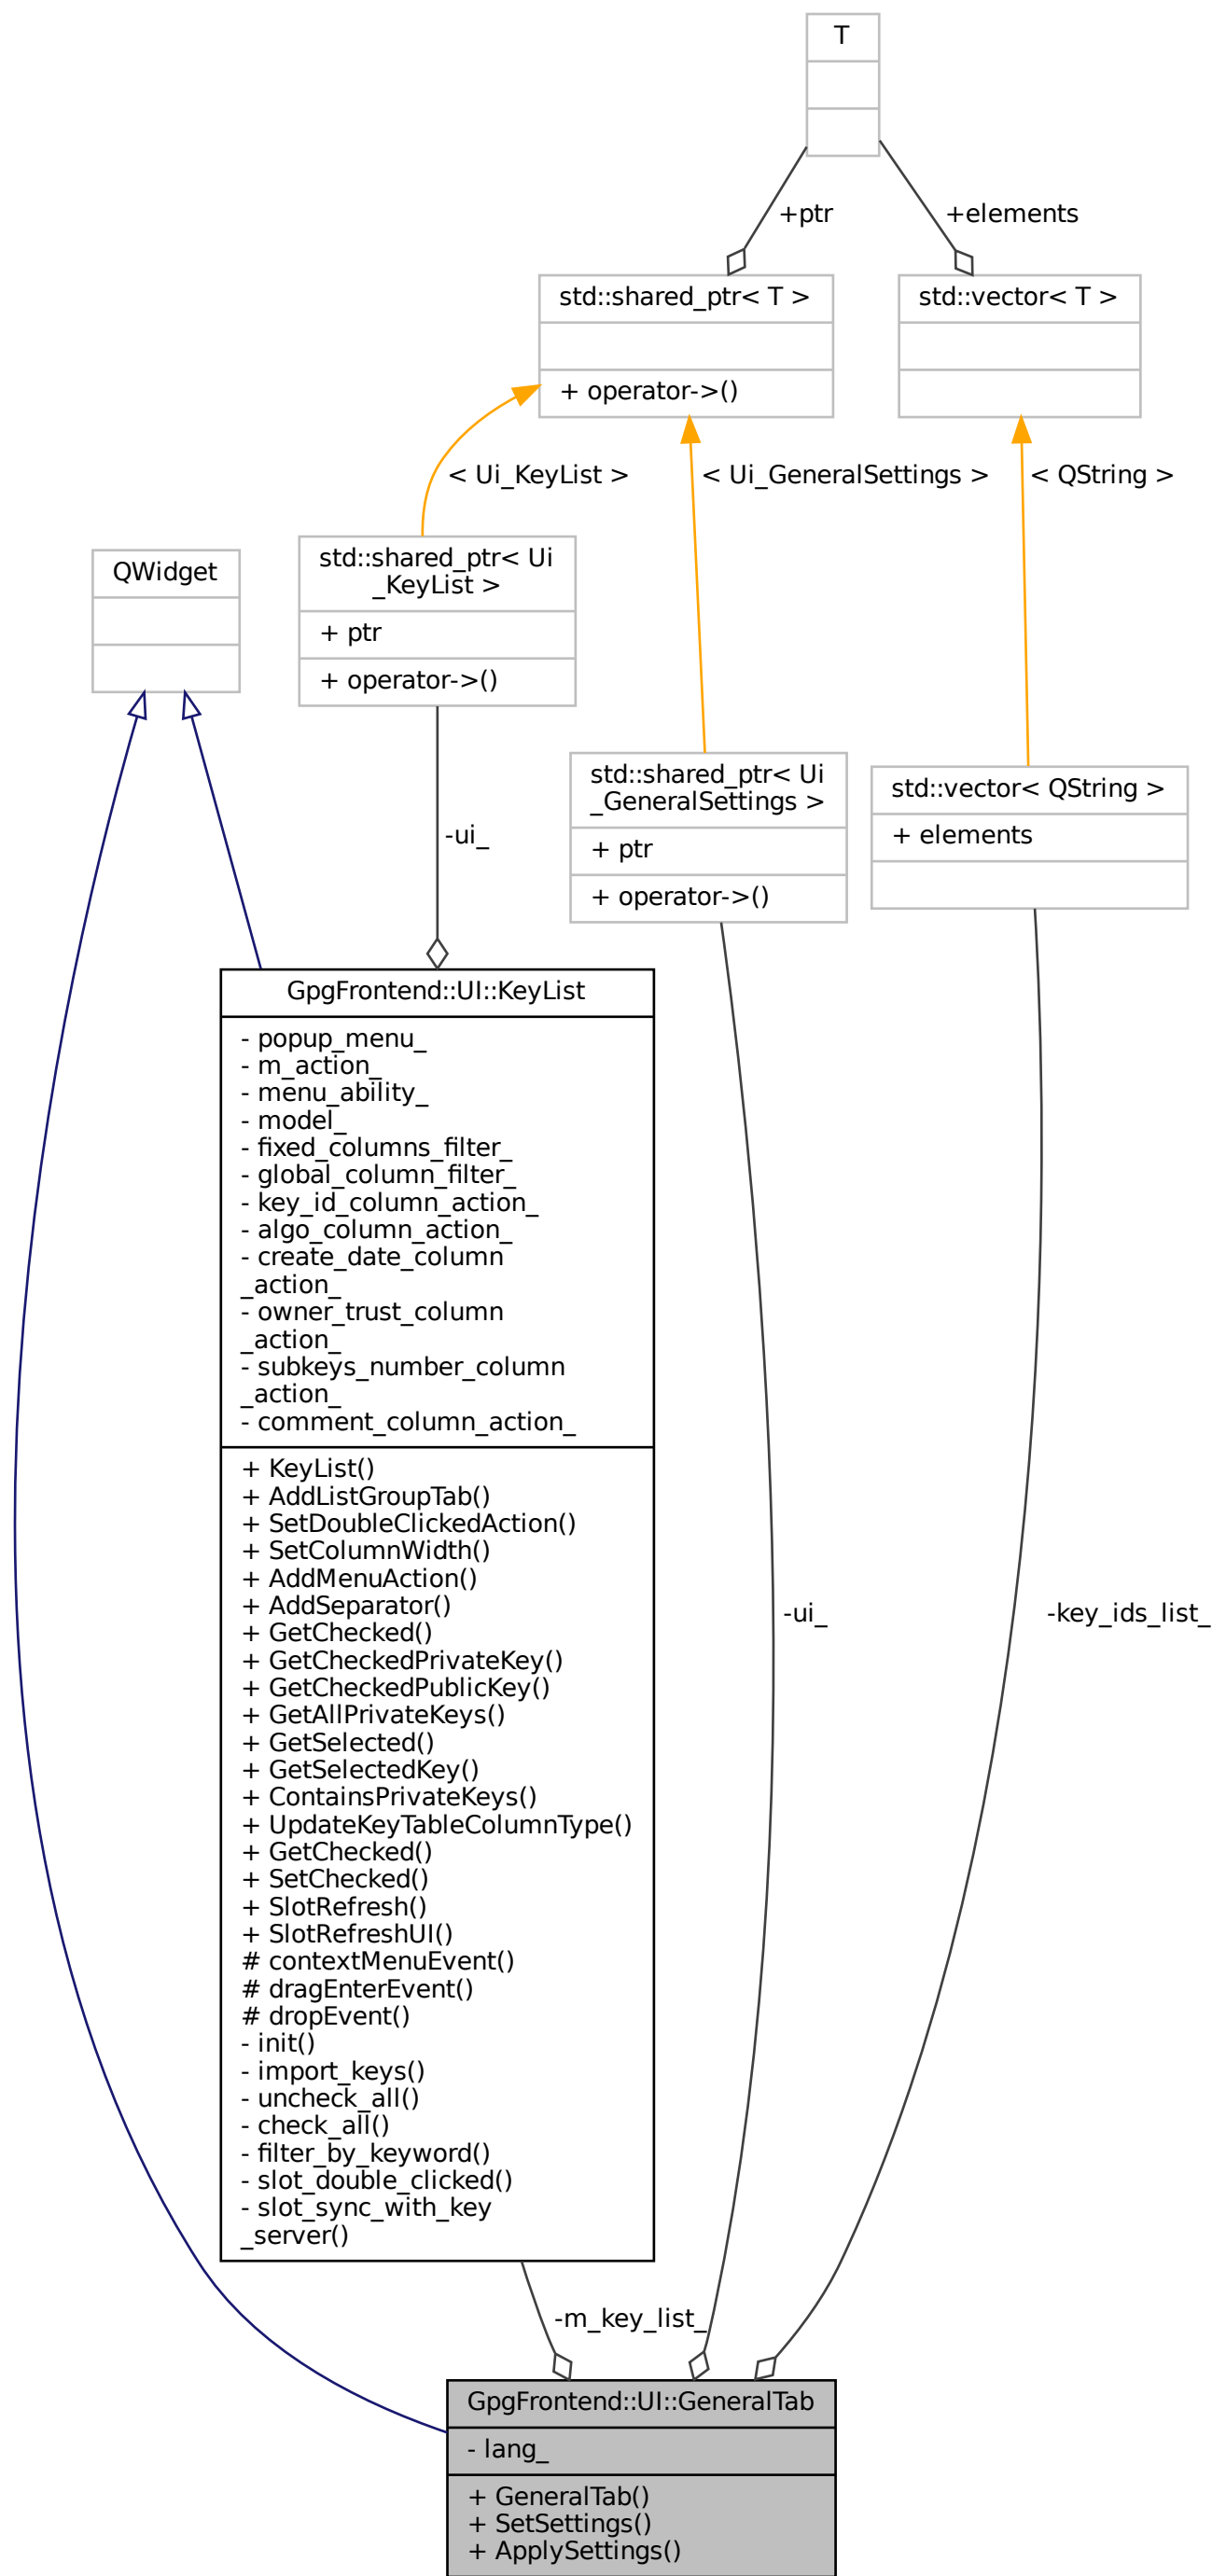 T
+ptr
+elements
std::shared_ptr< T >
+ operator->()
std::vector< T >
< Ui_KeyList >
< Ui_GeneralSettings >
< QString >
QWidget
std::shared_ptr< Ui
_KeyList >
+ ptr
+ operator->()
std::shared_ptr< Ui
_GeneralSettings >
+ ptr
+ operator->()
std::vector< QString >
+ elements
-ui_
GpgFrontend::UI::KeyList
- popup_menu_
- m_action_
- menu_ability_
- model_
- fixed_columns_filter_
- global_column_filter_
- key_id_column_action_
- algo_column_action_
- create_date_column
_action_
- owner_trust_column
_action_
- subkeys_number_column
_action_
- comment_column_action_
+ KeyList()
+ AddListGroupTab()
+ SetDoubleClickedAction()
+ SetColumnWidth()
+ AddMenuAction()
+ AddSeparator()
+ GetChecked()
+ GetCheckedPrivateKey()
+ GetCheckedPublicKey()
+ GetAllPrivateKeys()
+ GetSelected()
+ GetSelectedKey()
+ ContainsPrivateKeys()
+ UpdateKeyTableColumnType()
+ GetChecked()
+ SetChecked()
+ SlotRefresh()
+ SlotRefreshUI()
# contextMenuEvent()
# dragEnterEvent()
# dropEvent()
- init()
- import_keys()
- uncheck_all()
- check_all()
- filter_by_keyword()
- slot_double_clicked()
- slot_sync_with_key
_server()
-ui_
-key_ids_list_
-m_key_list_
GpgFrontend::UI::GeneralTab
- lang_
+ GeneralTab()
+ SetSettings()
+ ApplySettings()